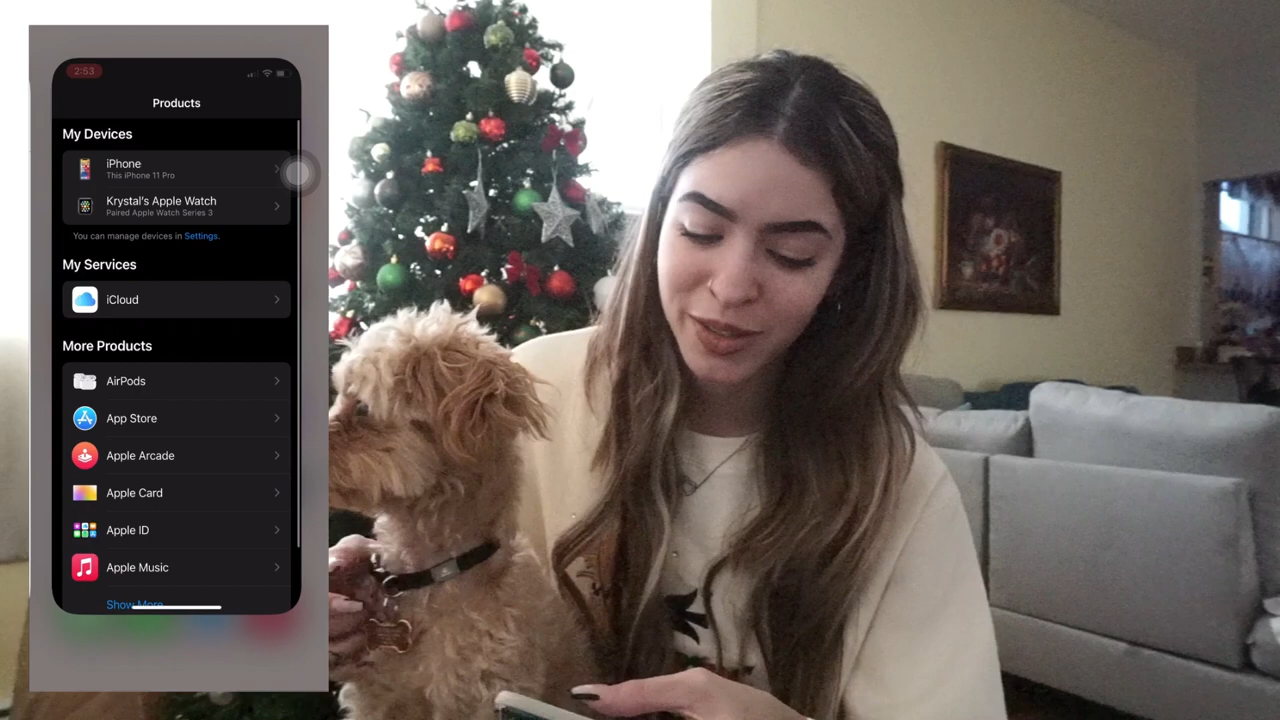 2:53
Products
My Devices
iPhone
This iPhone 11 Pro
Krystal's Apple Watch
Paired Apple Watch Series 3
You can manage devices in Settings.
My Services
iCloud
More Products
AirPods
App Store
Apple Arcade
Apple Card
Apple ID
Apple Music
Show More